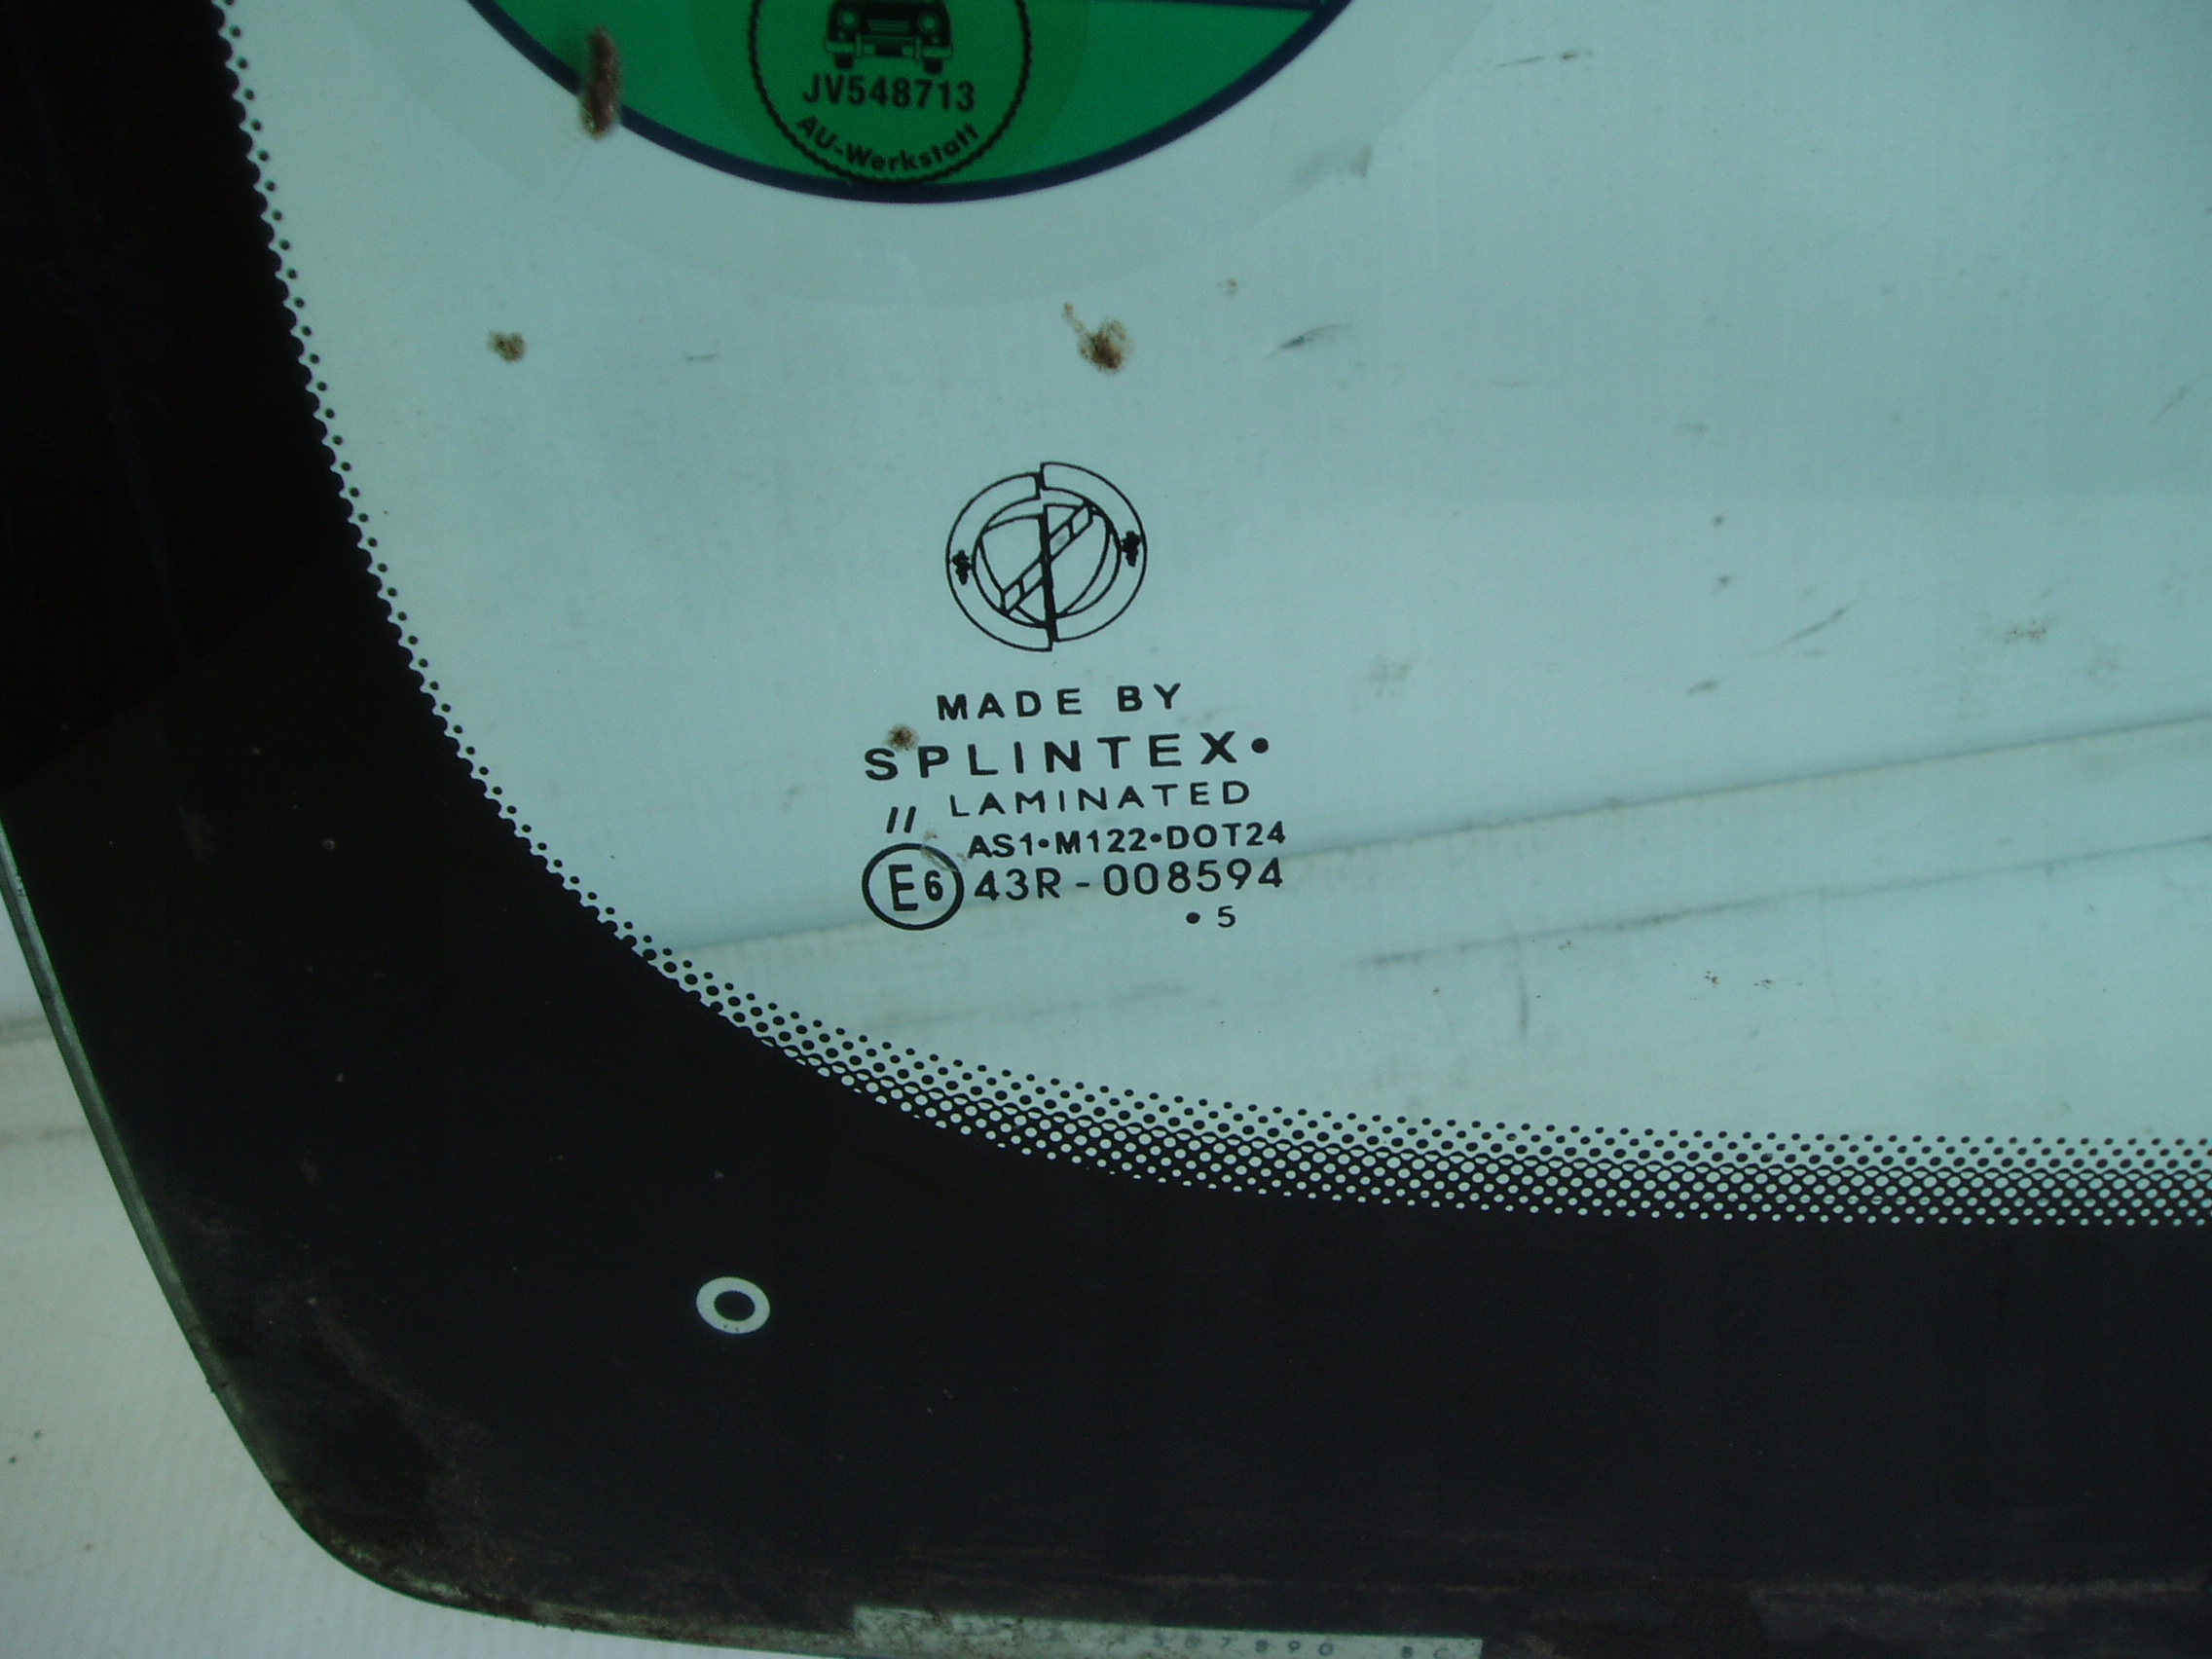 JV548713
AU-Werkstatt
MADE BY
SPLINTEX•
// LAMINATED
AS1•M122•DOT24
E6 43R-008594
• 5